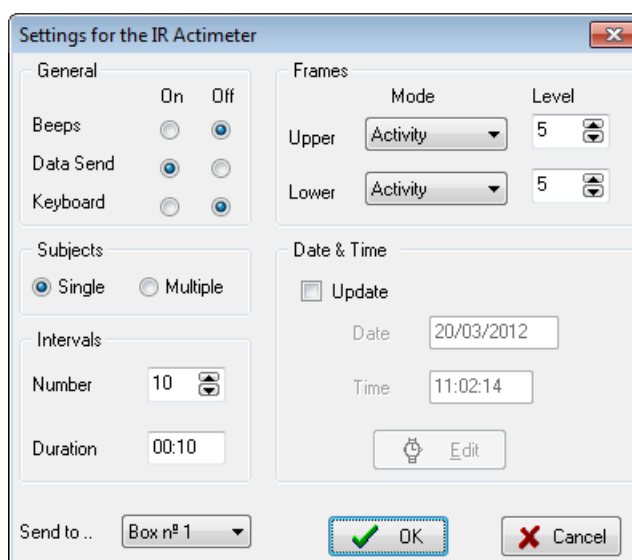 Settings for the IR Actimeter
General
On Off
Beeps
Data Send
Keyboard
Frames
Mode Level
Upper Activity 5
Lower Activity 5
Subjects
Single Multiple
Date & Time
Update
Date 20/03/2012
Time 11:02:14
Edit
Intervals
Number 10
Duration 00:10
Send to .. Box nº 1
OK
Cancel